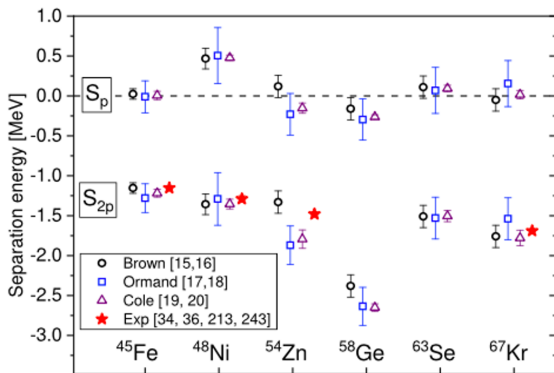 Separation energy [MeV]
1.0
0.5
0.0
-0.5
-1.0
-1.5
-2.0
-2.5
-3.0
Sₚ
S₂ₚ
Brown [15,16]
Ormand [17,18]
Cole [19, 20]
Exp [34, 36, 213, 243]
⁴⁵Fe ⁴⁸Ni ⁵⁴Zn ⁵⁸Ge ⁶³Se ⁶⁷Kr